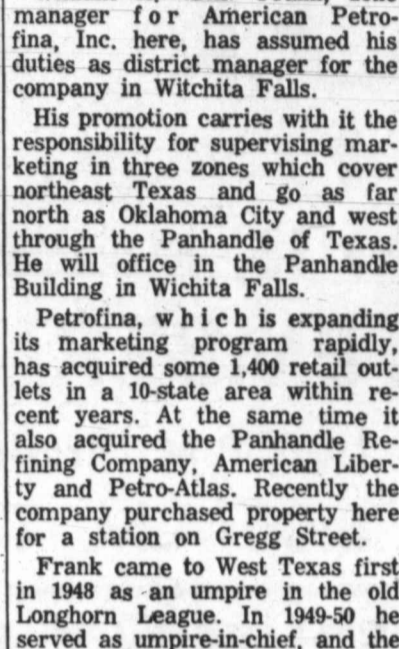 manager for American Petro-
fina, Inc. here, has assumed his
duties as district manager for the
company in Witchita Falls.
His promotion carries with it the
responsibility for supervising mar-
keting in three zones which cover
northeast Texas and go as far
north as Oklahoma City and west
through the Panhandle of Texas.
He will office in the Panhandle
Building in Wichita Falls.
Petrofina, which is expanding
its marketing program rapidly,
has acquired some 1,400 retail out-
lets in a 10-state area within re-
cent years. At the same time it
also acquired the Panhandle Re-
fining Company, American Liber-
ty and Petro-Atlas. Recently the
company purchased property here
for a station on Gregg Street.
Frank came to West Texas first
in 1948 as an umpire in the old
Longhorn League. In 1949-50 he
served as umpire-in-chief, and the